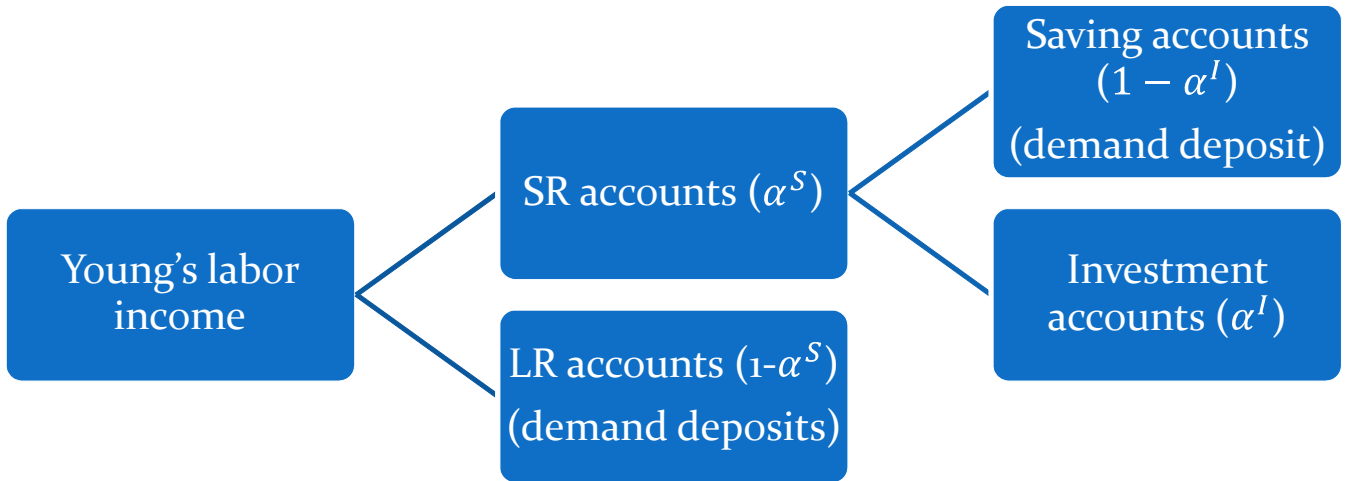 Young's labor
income
SR accounts (α^S)
LR accounts (1-α^S)
(demand deposits)
Saving accounts
(1 − α^I)
(demand deposit)
Investment
accounts (α^I)